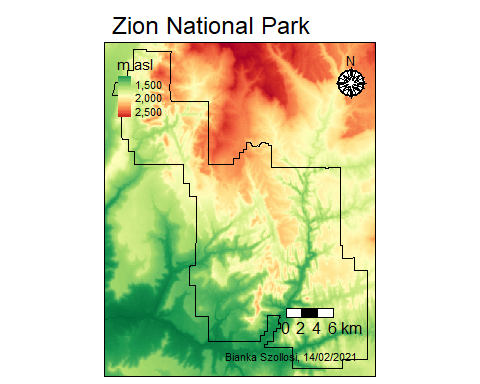 Zion National Park
m asl
1,500
2,000
2,500
N
0 2 4 6 km
Bianka Szollosi, 14/02/2021